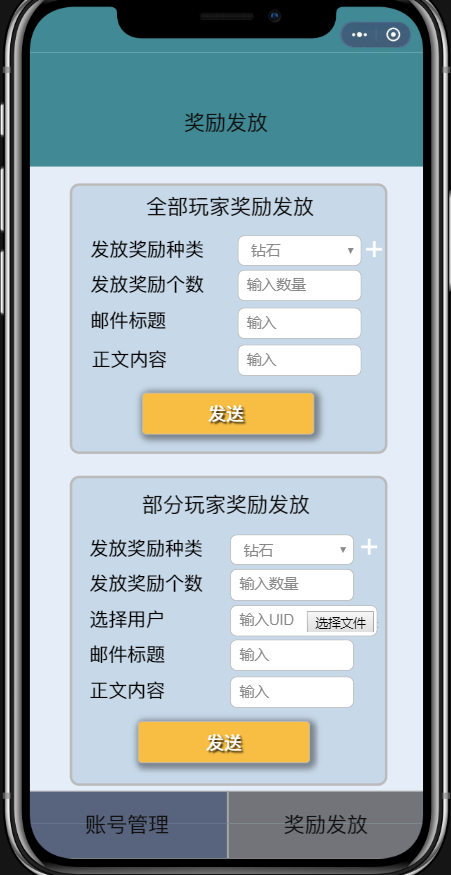 奖励发放
全部玩家奖励发放
发放奖励种类 钻石
发放奖励个数 输入数量
邮件标题 输入
正文内容 输入
发送
部分玩家奖励发放
发放奖励种类 钻石
发放奖励个数 输入数量
选择用户 输入UID 选择文件
邮件标题 输入
正文内容 输入
发送
账号管理 奖励发放